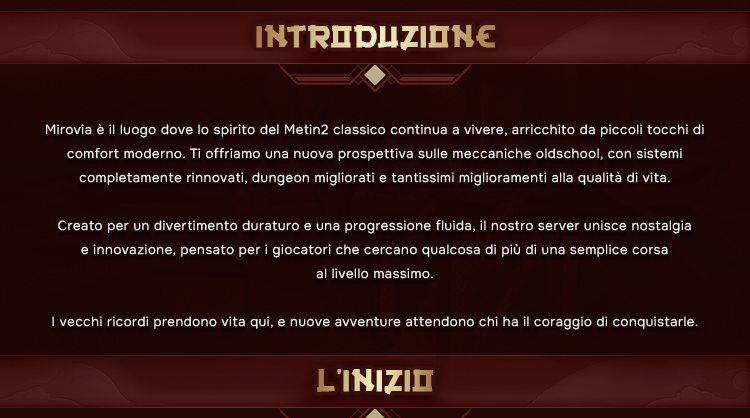 INTRODUZIONE
Mirovia è il luogo dove lo spirito del Metin2 classico continua a vivere, arricchito da piccoli tocchi di
comfort moderno. Ti offriamo una nuova prospettiva sulle meccaniche oldschool, con sistemi
completamente rinnovati, dungeon migliorati e tantissimi miglioramenti alla qualità di vita.
Creato per un divertimento duraturo e una progressione fluida, il nostro server unisce nostalgia
e innovazione, pensato per i giocatori che cercano qualcosa di più di una semplice corsa
al livello massimo.
I vecchi ricordi prendono vita qui, e nuove avventure attendono chi ha il coraggio di conquistarle.
L'INIZIO